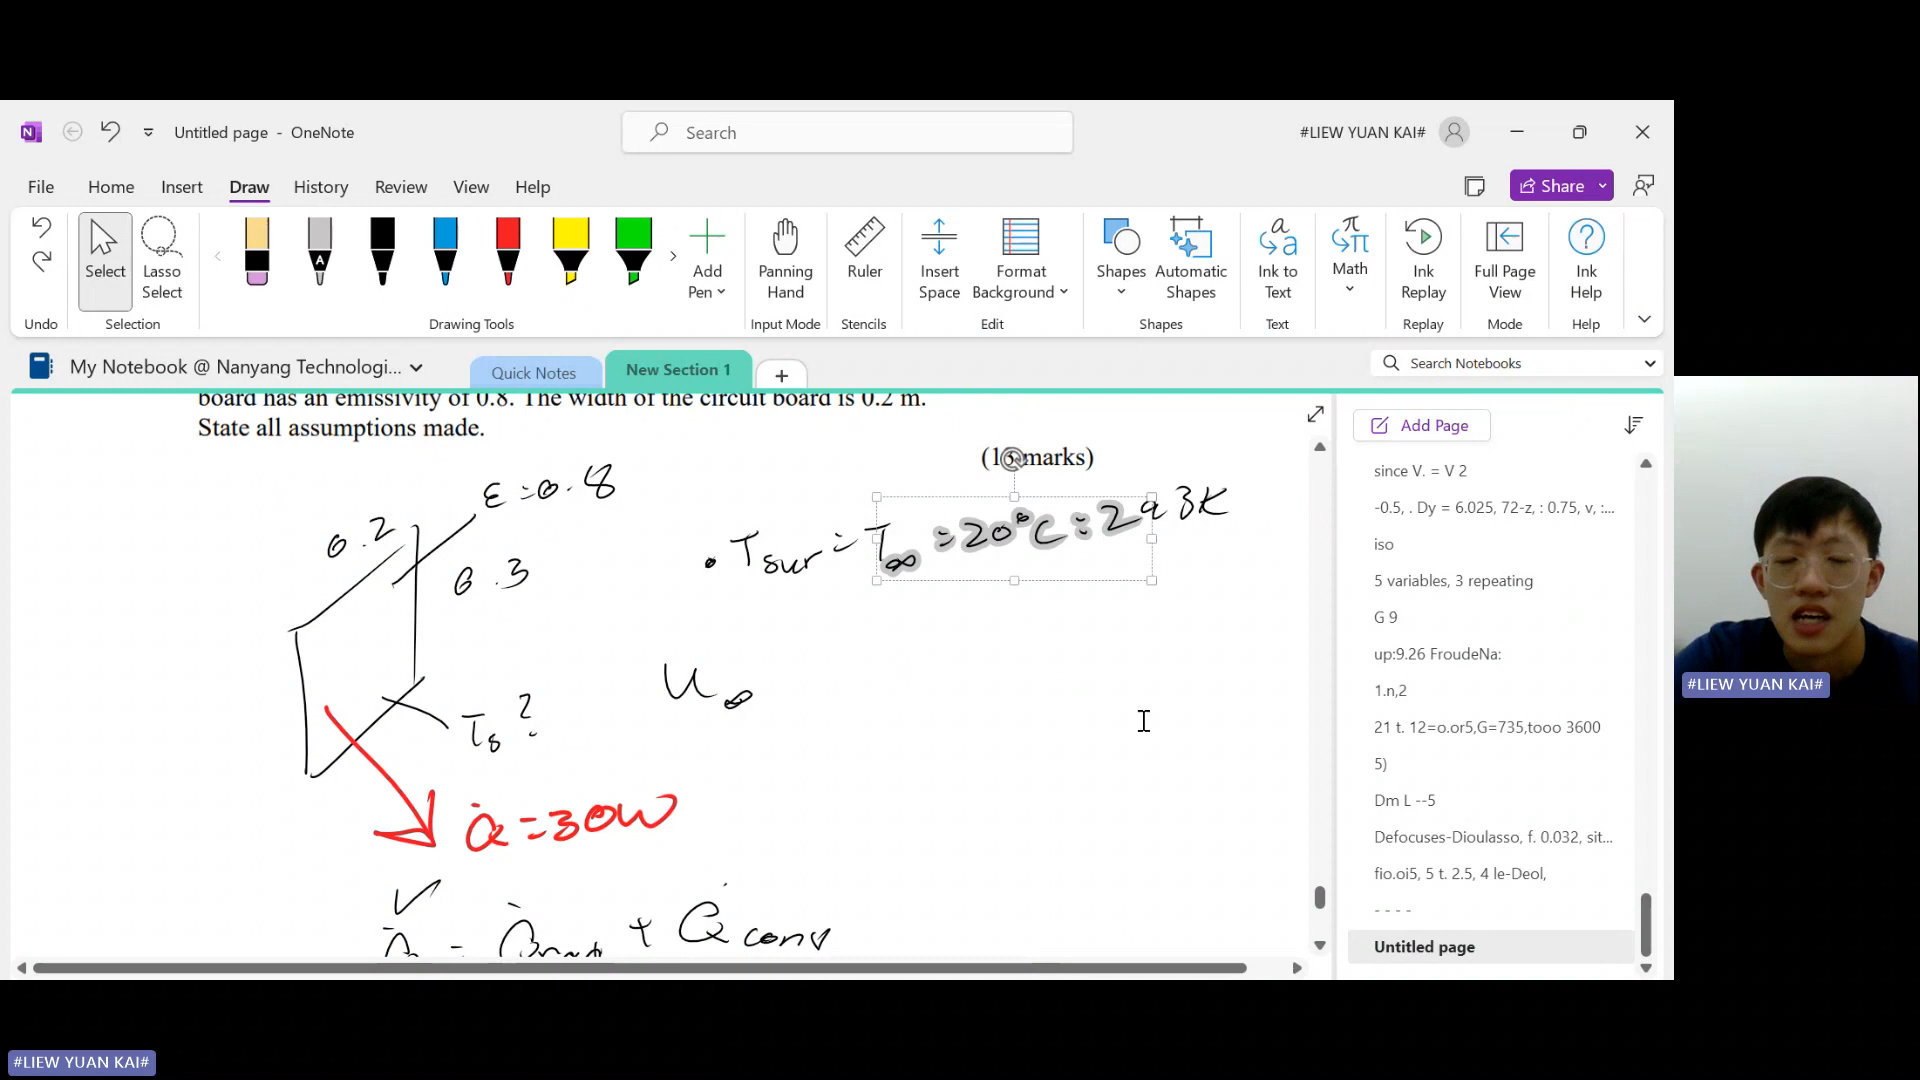 Untitled page - OneNote
Search
#LIEW YUAN KAI#
File Home Insert Draw History Review View Help
Share
Select
Lasso Select
A
Add Pen
Panning Hand
Ruler
Insert Space
Format Background
Shapes
Automatic Shapes
a
a
Ink to Text
π
π
Math
Ink Replay
Full Page View
Ink Help
Undo
Selection
Drawing Tools
Input Mode
Stencils
Edit
Shapes
Text
Replay
Mode
Help
My Notebook @ Nanyang Technologi...
Quick Notes
New Section 1
+
Search Notebooks
board has an emissivity of 0.8. The width of the circuit board is 0.2 m.
State all assumptions made.
marks)
ε = 0.8
0.2
0.3
. Tsur = T∞ = 20°C = 293K
Ts ?
U∞
Q̇ = 30W
✓
+ Q̇ conv
Add Page
since V. = V 2
-0.5, . Dy = 6.025, 72-z, : 0.75, v, :...
iso
5 variables, 3 repeating
G 9
up:9.26 FroudeNa:
1.n,2
21 t. 12=o.or5,G=735,tooo 3600
5)
Dm L --5
Defocuses-Dioulasso, f. 0.032, sit...
fio.oi5, 5 t. 2.5, 4 le-Deol,
- - - -
Untitled page
#LIEW YUAN KAI#
#LIEW YUAN KAI#